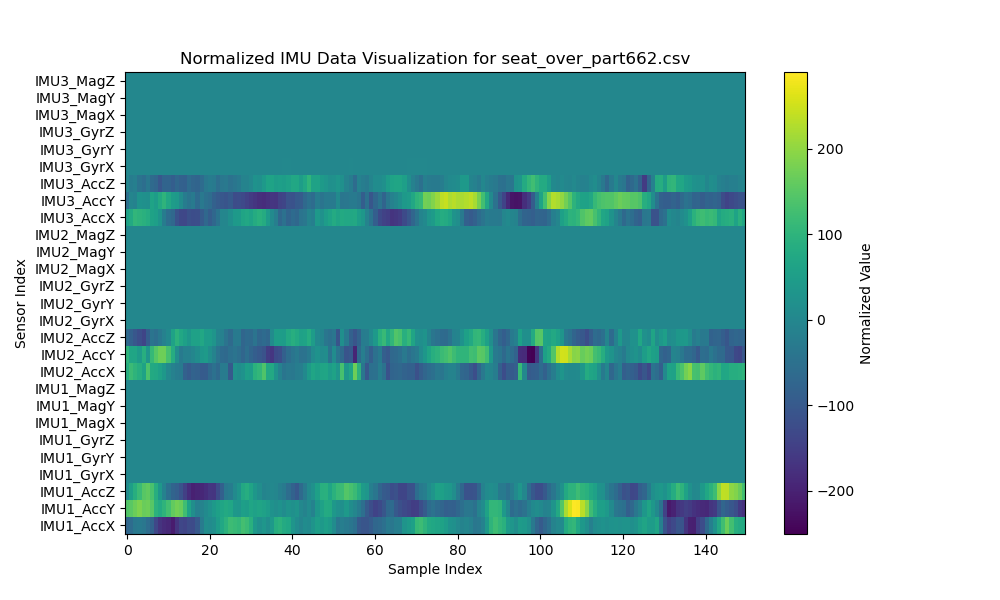 Normalized IMU Data Visualization for seat_over_part662.csv
IMU3_MagZ
IMU3_MagY
IMU3_MagX
IMU3_GyrZ
IMU3_GyrY
IMU3_GyrX
IMU3_AccZ
IMU3_AccY
IMU3_AccX
IMU2_MagZ
IMU2_MagY
IMU2_MagX
IMU2_GyrZ
IMU2_GyrY
IMU2_GyrX
IMU2_AccZ
IMU2_AccY
IMU2_AccX
IMU1_MagZ
IMU1_MagY
IMU1_MagX
IMU1_GyrZ
IMU1_GyrY
IMU1_GyrX
IMU1_AccZ
IMU1_AccY
IMU1_AccX
Sensor Index
0 20 40 60 80 100 120 140
Sample Index
200
100
0
−100
−200
Normalized Value